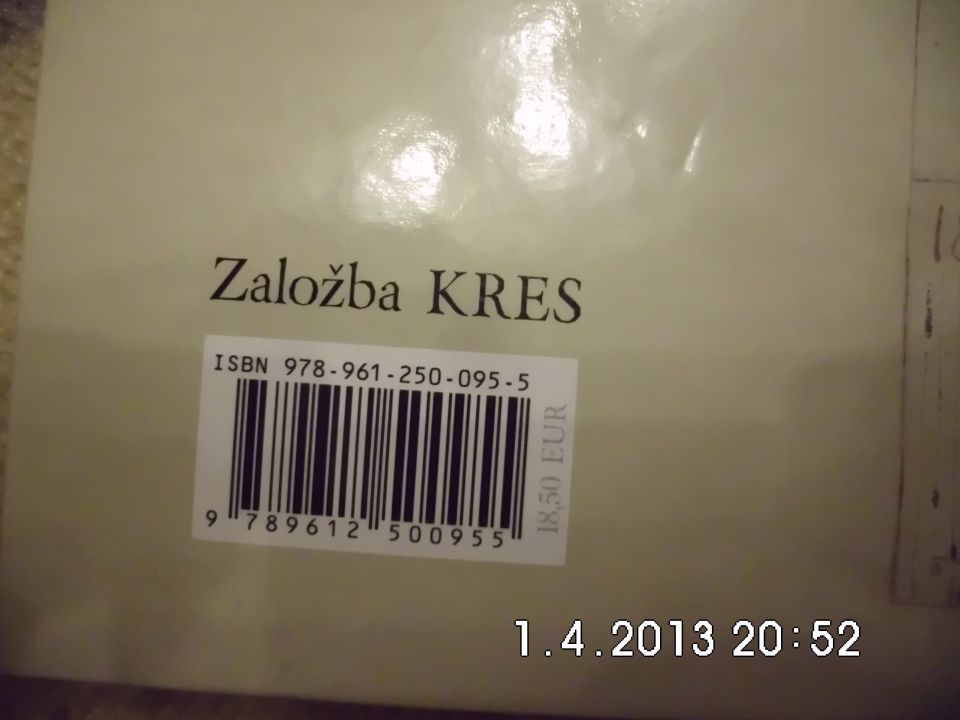 Založba KRES
ISBN 978-961-250-095-5
18,50 EUR
9 789612 500955
1.4.2013 20:52